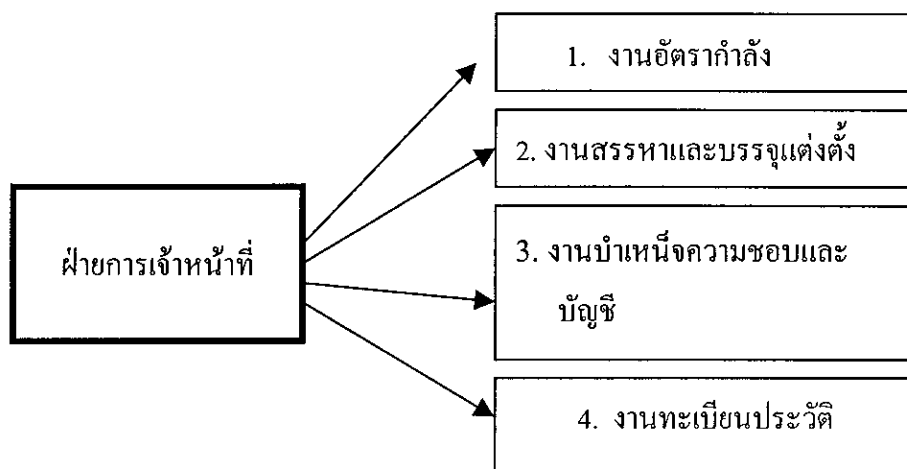 ฝ่ายการเจ้าหน้าที่
1. งานอัตรากำลัง
2. งานสรรหาและบรรจุแต่งตั้ง
3. งานบำเหน็จความชอบและ
บัญชี
4. งานทะเบียนประวัติ